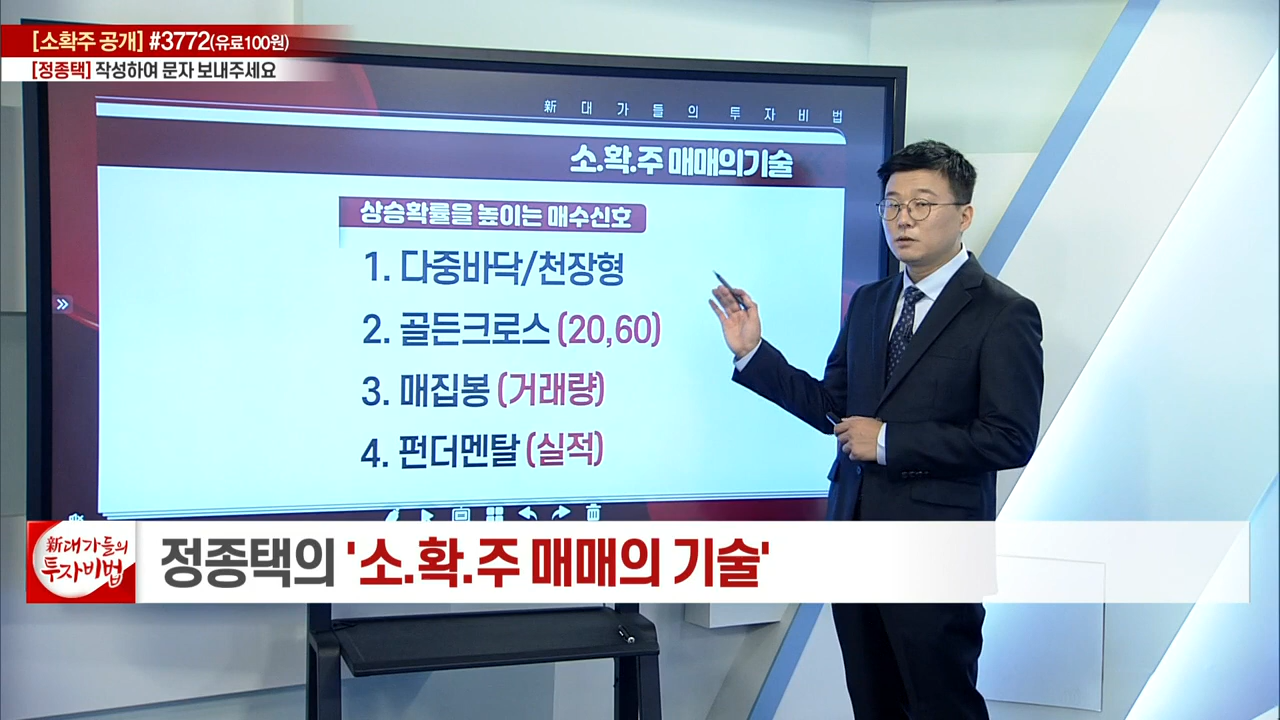 [소확주 공개] #3772(유료100원)
[정종택] 작성하여 문자 보내주세요
新 대가들의 투자비법
소.확.주 매매의기술
상승확률을 높이는 매수신호
1. 다중바닥/천장형
2. 골든크로스 (20,60)
3. 매집봉 (거래량)
4. 펀더멘탈 (실적)
新대가들의
투자비법
정종택의 '소.확.주 매매의 기술'